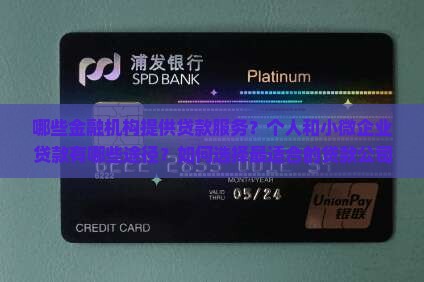 浦发银行
SPD BANK
Platinum
哪些金融机构提供贷款服务？个人和小微企业
贷款有哪些途径？如何选择最适合的贷款公司
MONTH/YEAR
VALID
THRU
05/24
CREDIT CARD
UnionPay
银联